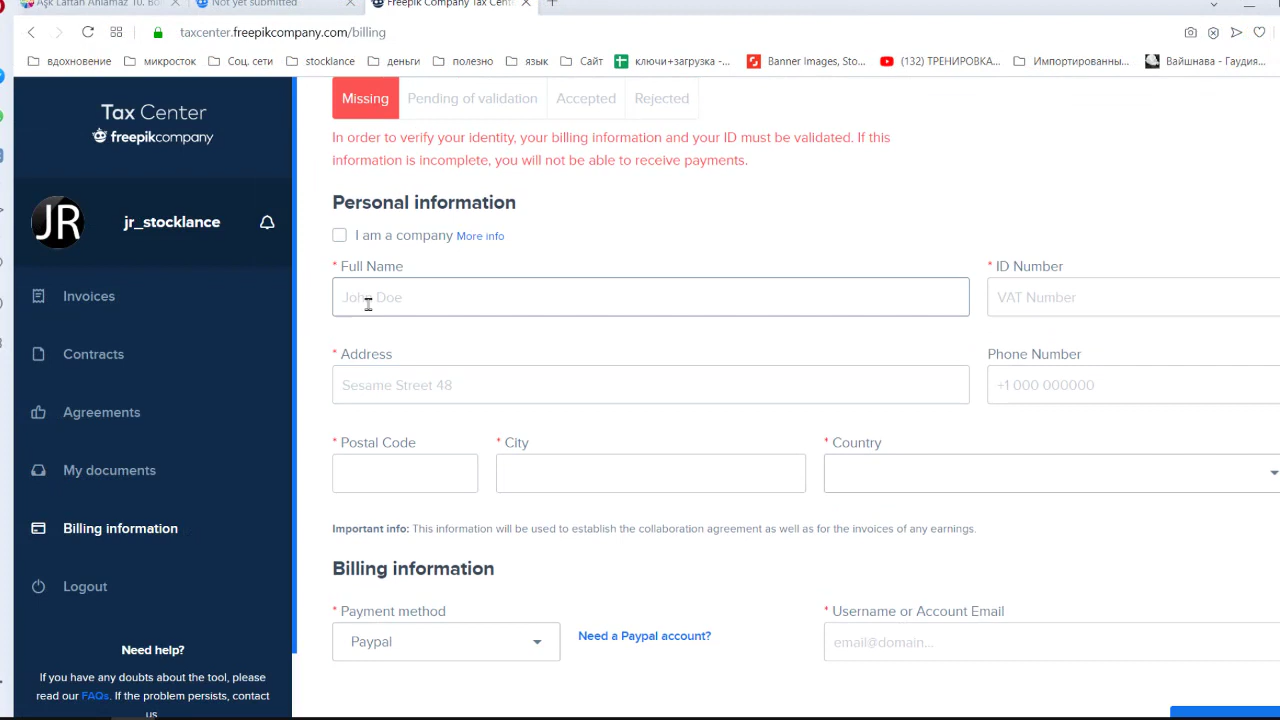 Aşk Laftan Anlamaz 10. Bö
Not yet submitted
Freepik Company Tax Cent
taxcenter.freepikcompany.com/billing
вдохновение
микросток
Соц. сети
stocklance
деньги
полезно
язык
Сайт
ключи+загрузка -...
Banner Images, Sto...
(132) ТРЕНИРОВКА...
Импортированны...
Вайшнава - Гаудия...
Tax Center
freepikcompany
JR
jr_stocklance
Invoices
Contracts
Agreements
My documents
Billing information
Logout
Need help?
If you have any doubts about the tool, please
read our FAQs. If the problem persists, contact
us
Missing
Pending of validation
Accepted
Rejected
In order to verify your identity, your billing information and your ID must be validated. If this
information is incomplete, you will not be able to receive payments.
Personal information
I am a company More info
* Full Name
* ID Number
John Doe
VAT Number
* Address
Phone Number
Sesame Street 48
+1 000 000000
* Postal Code
* City
* Country
Important info: This information will be used to establish the collaboration agreement as well as for the invoices of any earnings.
Billing information
* Payment method
* Username or Account Email
Paypal
Need a Paypal account?
email@domain...